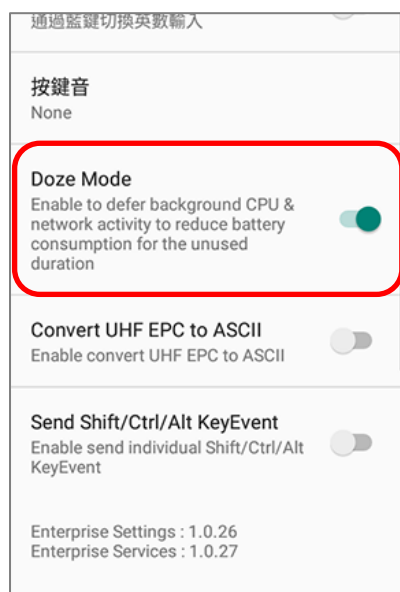 通過藍鍵切換英數輸入
按鍵音
None
Doze Mode
Enable to defer background CPU &
network activity to reduce battery
consumption for the unused
duration
Convert UHF EPC to ASCII
Enable convert UHF EPC to ASCII
Send Shift/Ctrl/Alt KeyEvent
Enable send individual Shift/Ctrl/Alt
KeyEvent
Enterprise Settings : 1.0.26
Enterprise Services : 1.0.27